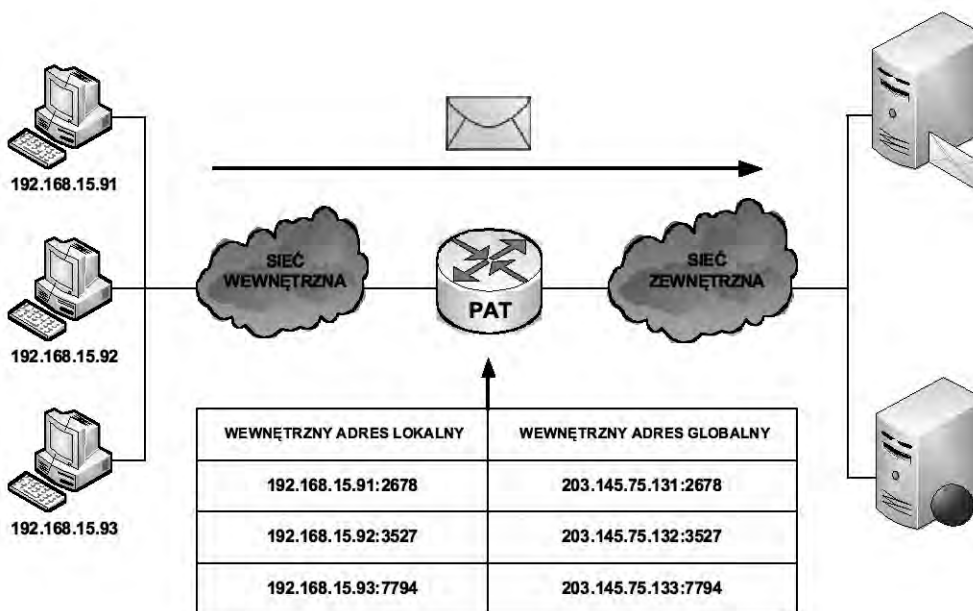 192.168.15.91
192.168.15.92
192.168.15.93
SIEĆ
WEWNĘTRZNA
PAT
SIEĆ
ZEWNĘTRZNA
WEWNĘTRZNY ADRES LOKALNY WEWNĘTRZNY ADRES GLOBALNY
192.168.15.91:2678 203.145.75.131:2678
192.168.15.92:3527 203.145.75.132:3527
192.168.15.93:7794 203.145.75.133:7794